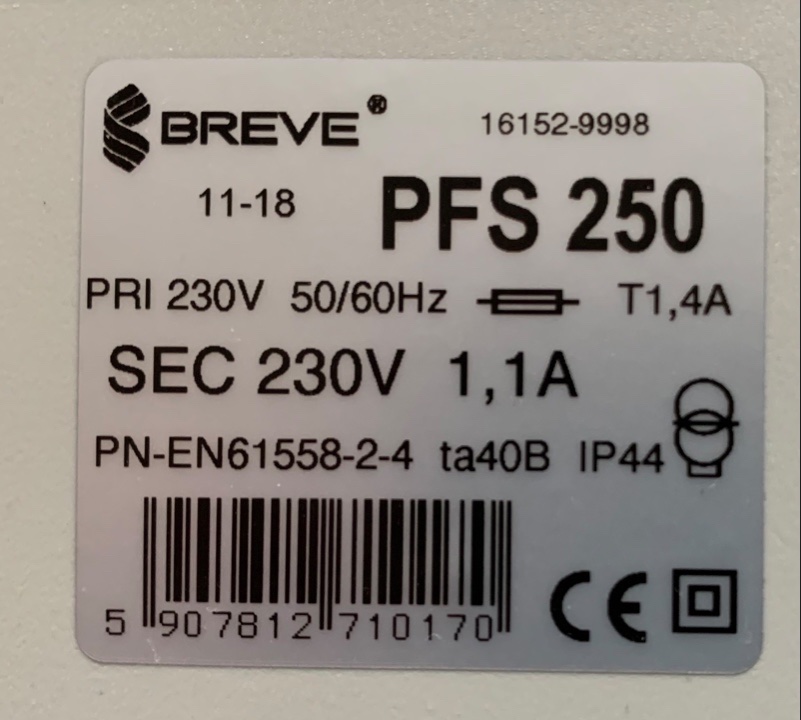 BREVE®
16152-9998
11-18
PFS 250
PRI 230V 50/60Hz T1,4A
SEC 230V 1,1A
PN-EN61558-2-4 ta40B IP44
5 907812 710170
CE